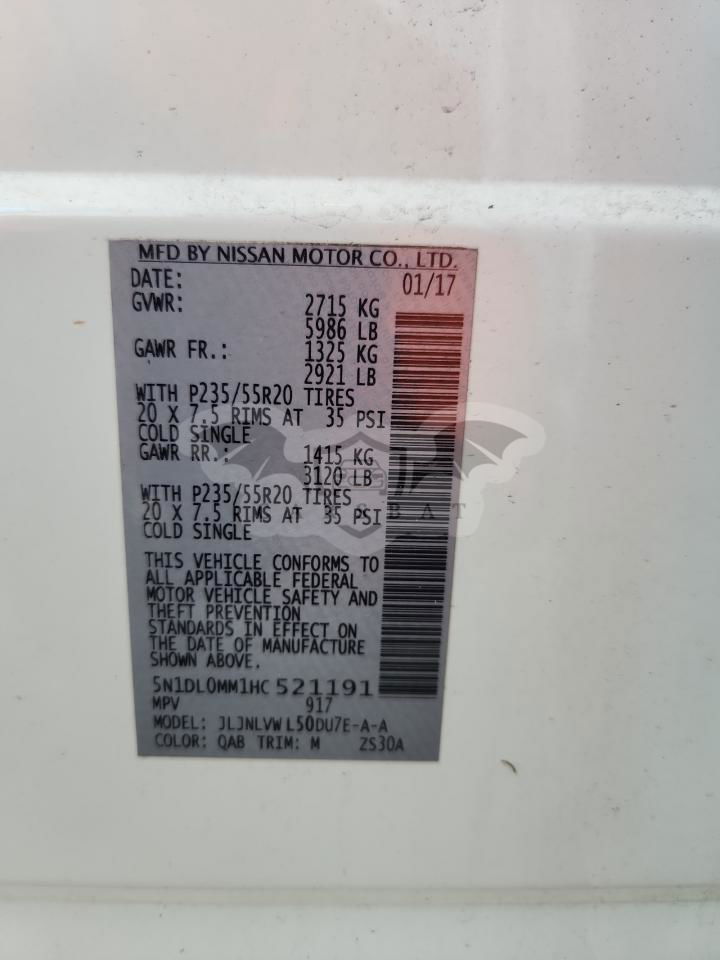 MFD BY NISSAN MOTOR CO., LTD.
DATE: 01/17
GVWR: 2715 KG
5986 LB
GAWR FR.: 1325 KG
2921 LB
WITH P235/55R20 TIRES
20 X 7.5 RIMS AT 35 PSI
COLD SINGLE
GAWR RR.: 1415 KG
3120 LB
WITH P235/55R20 TIRES
20 X 7.5 RIMS AT 35 PSI
COLD SINGLE
THIS VEHICLE CONFORMS TO
ALL APPLICABLE FEDERAL
MOTOR VEHICLE SAFETY AND
THEFT PREVENTION
STANDARDS IN EFFECT ON
THE DATE OF MANUFACTURE
SHOWN ABOVE.
5N1DL0MM1HC 521191
MPV 917
MODEL: JLJNLVW L50DU7E-A-A
COLOR: QAB TRIM: M ZS30A
BAT